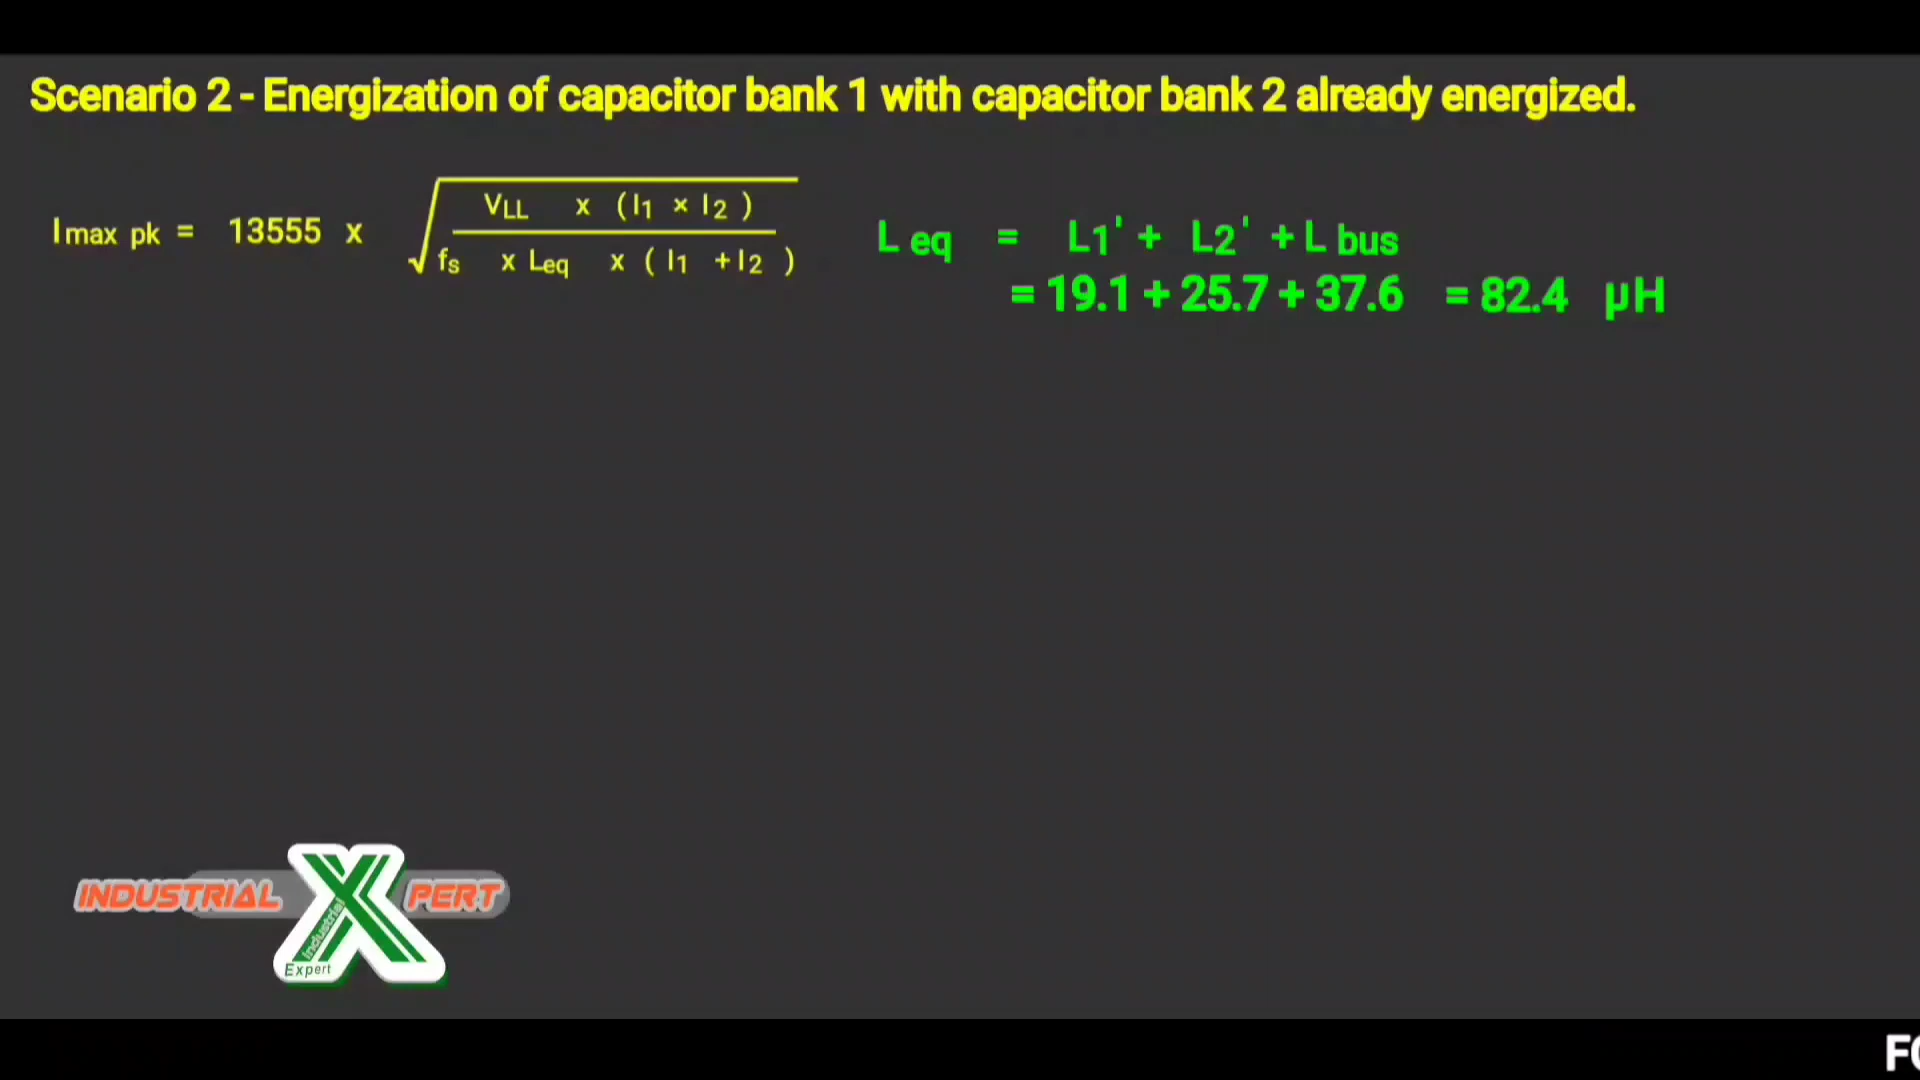 Scenario 2 - Energization of capacitor bank 1 with capacitor bank 2 already energized.
I max pk = 13555 x √ VLL x ( I1 × I2 )
fs x Leq x ( I1 + I2 )
L eq = L1' + L2' + L bus
= 19.1 + 25.7 + 37.6 = 82.4 µH
INDUSTRIAL X PERT
Industrial
Expert